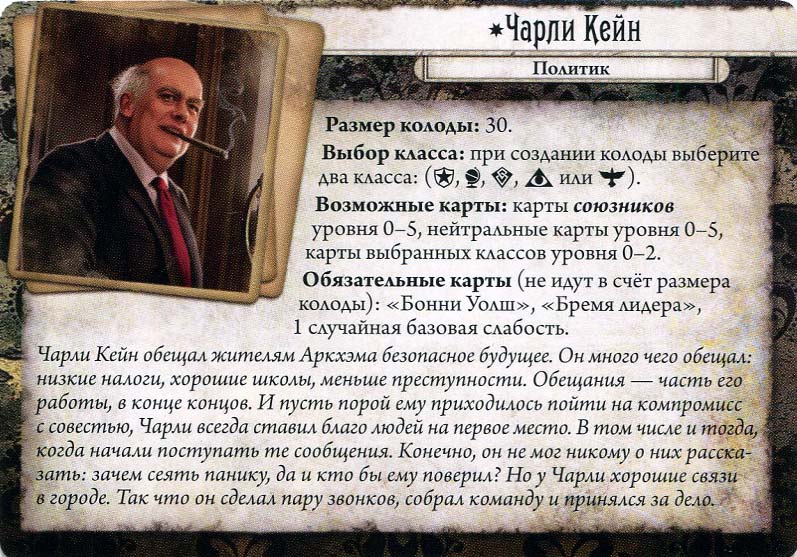 Чарли Кейн
Политик
Размер колоды: 30.
Выбор класса: при создании колоды выберите
два класса: ( , , , или ).
Возможные карты: карты союзников
уровня 0–5, нейтральные карты уровня 0–5,
карты выбранных классов уровня 0–2.
Обязательные карты (не идут в счёт размера
колоды): «Бонни Уолш», «Бремя лидера»,
1 случайная базовая слабость.
Чарли Кейн обещал жителям Аркхэма безопасное будущее. Он много чего обещал:
низкие налоги, хорошие школы, меньше преступности. Обещания — часть его
работы, в конце концов. И пусть порой ему приходилось пойти на компромисс
с совестью, Чарли всегда ставил благо людей на первое место. В том числе и тогда,
когда начали поступать те сообщения. Конечно, он не мог никому о них расска-
зать: зачем сеять панику, да и кто бы ему поверил? Но у Чарли хорошие связи
в городе. Так что он сделал пару звонков, собрал команду и принялся за дело.